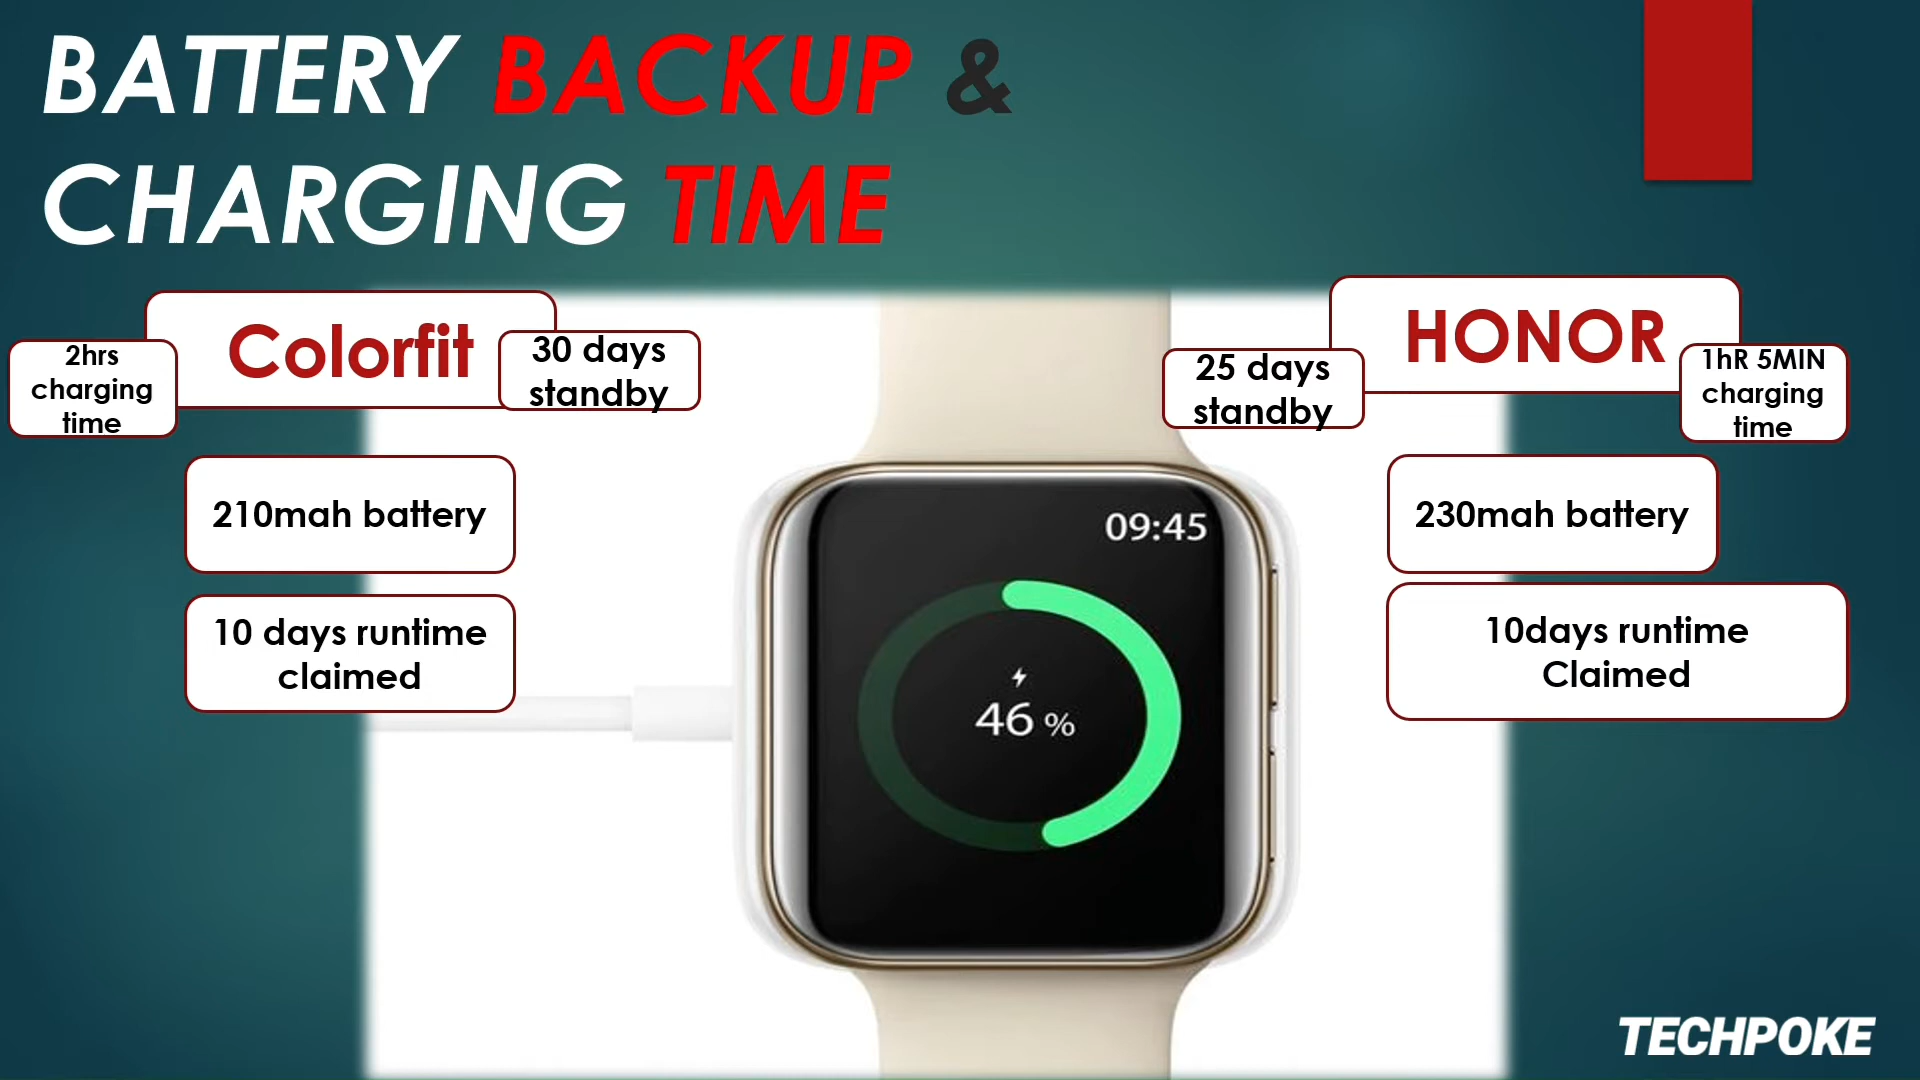 BATTERY BACKUP &
CHARGING TIME
Colorfit
2hrs
charging
time
30 days
standby
210mah battery
10 days runtime
claimed
HONOR
25 days
standby
1hR 5MIN
charging
time
230mah battery
10days runtime
Claimed
09:45
46 %
TECHPOKE